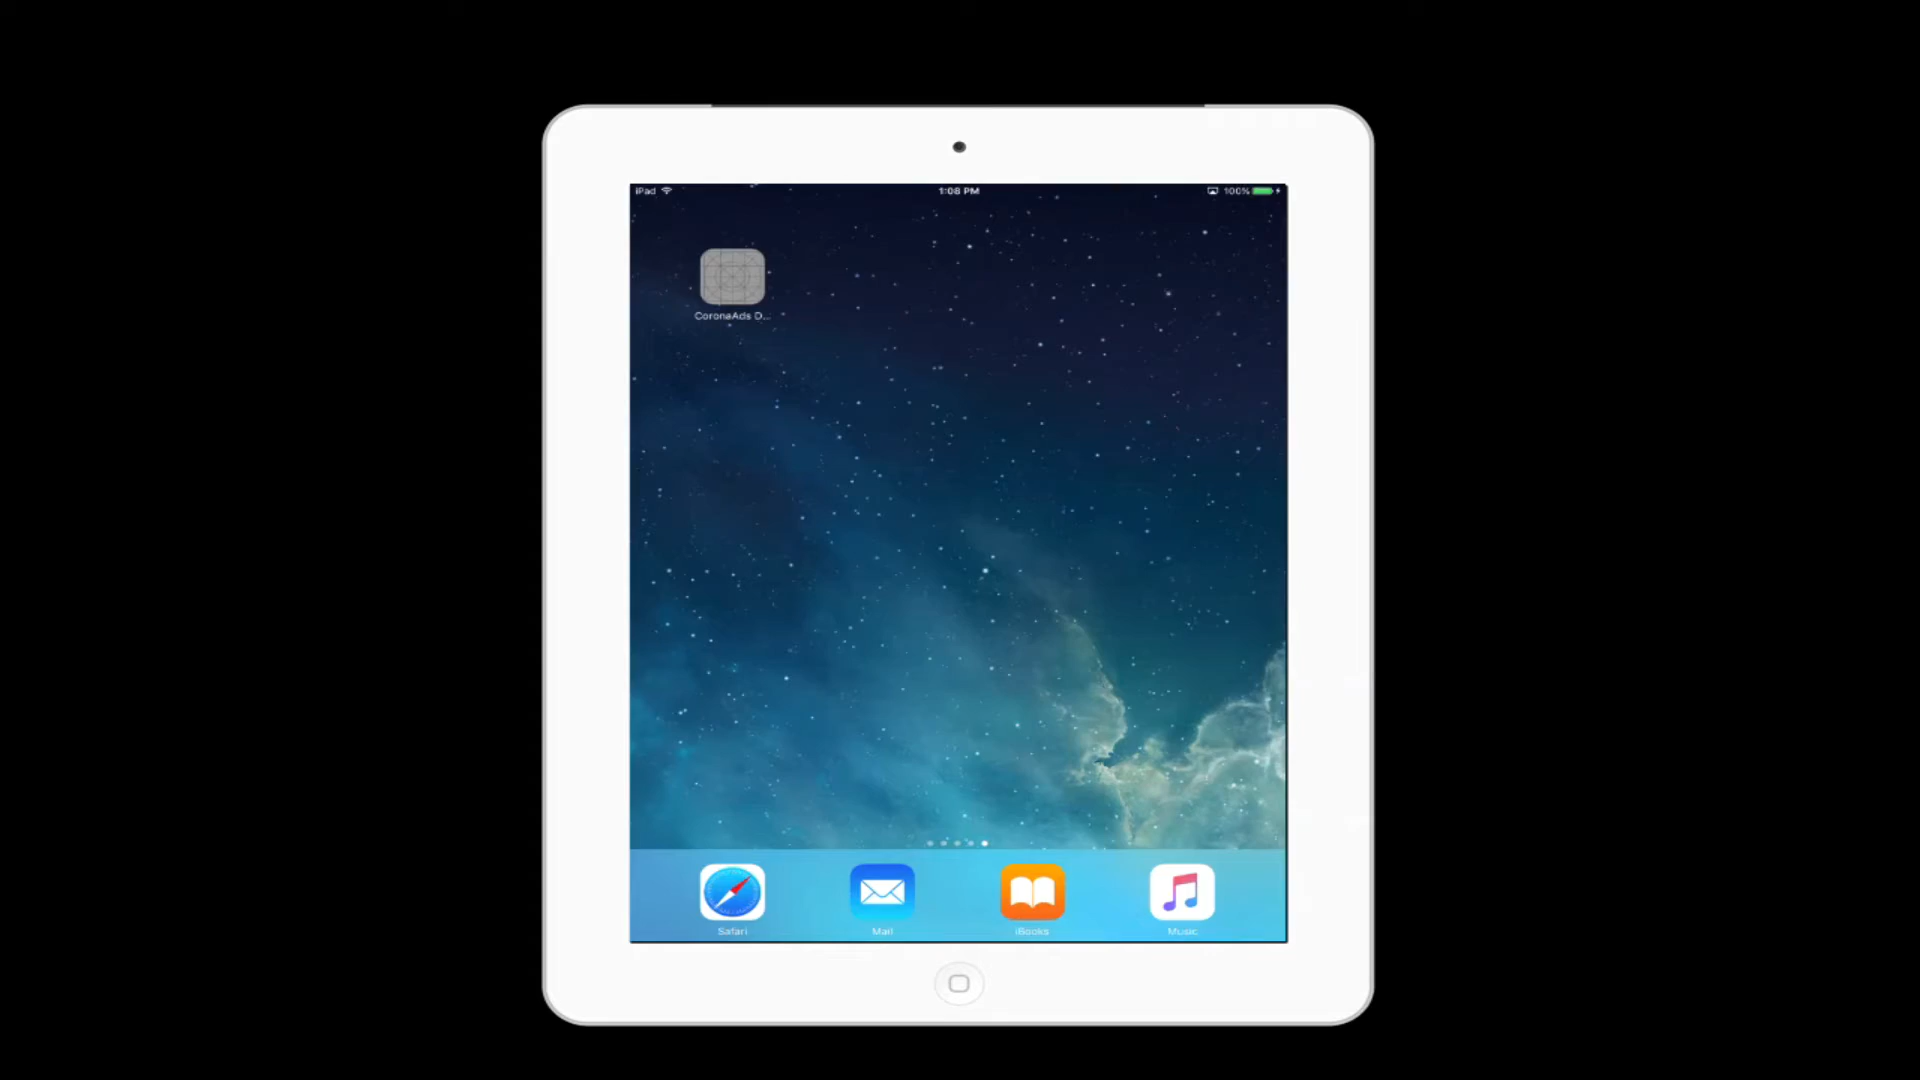 iPad
1:08 PM
100%
CoronaAds D...
Safari
Mail
iBooks
Music